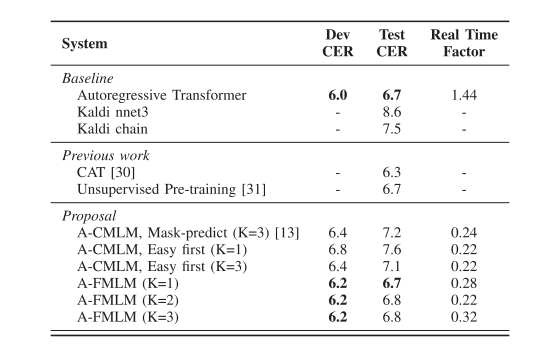 System Dev CER Test CER Real Time Factor
Baseline
Autoregressive Transformer 6.0 6.7 1.44
Kaldi nnet3 - 8.6 -
Kaldi chain - 7.5 -
Previous work
CAT [30] - 6.3 -
Unsupervised Pre-training [31] - 6.7 -
Proposal
A-CMLM, Mask-predict (K=3) [13] 6.4 7.2 0.24
A-CMLM, Easy first (K=1) 6.8 7.6 0.22
A-CMLM, Easy first (K=3) 6.4 7.1 0.22
A-FMLM (K=1) 6.2 6.7 0.28
A-FMLM (K=2) 6.2 6.8 0.22
A-FMLM (K=3) 6.2 6.8 0.32